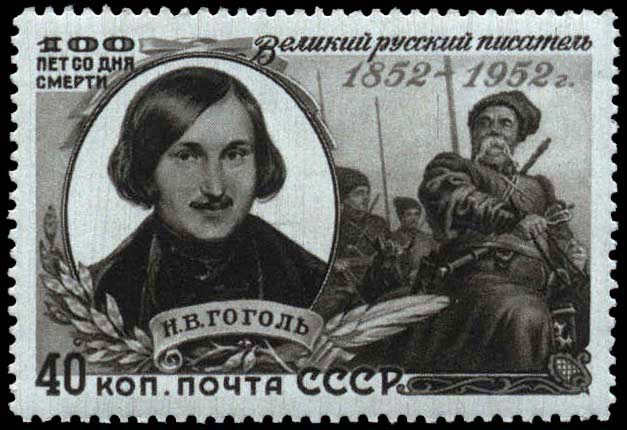 100
ЛЕТ СО ДНЯ
СМЕРТИ
Великий русский писатель
1852-1952 г.
Н.В.ГОГОЛЬ
40 КОП. ПОЧТА СССР